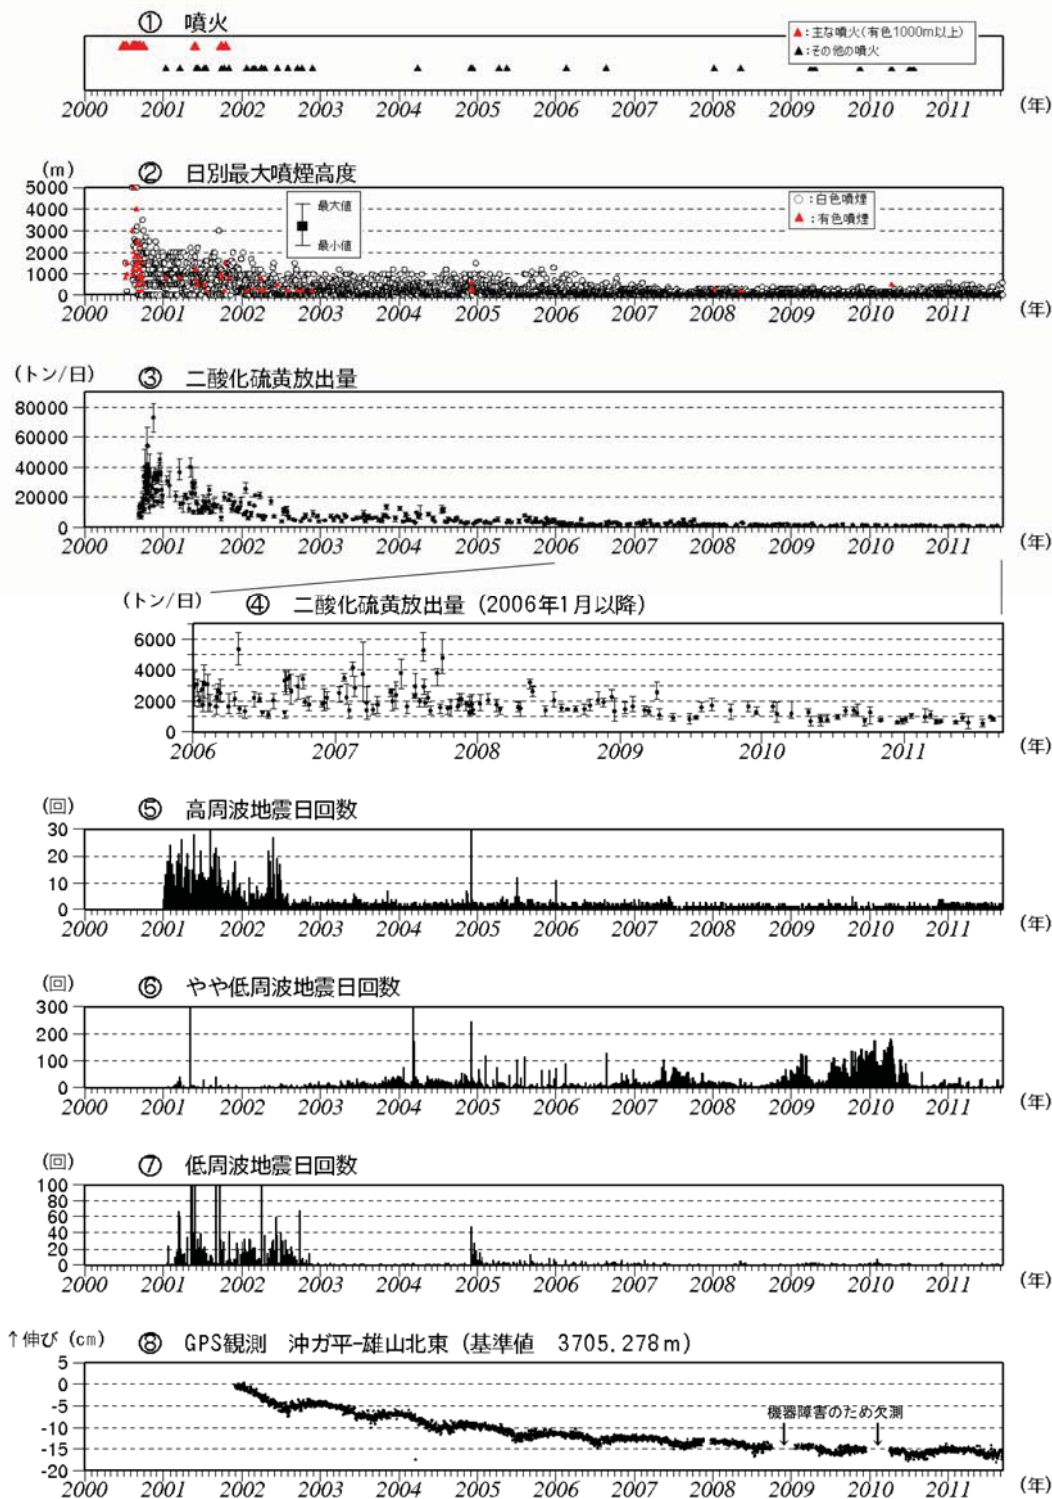 ① 噴火
▲:主な噴火(有色1000m以上)
▲:その他の噴火
2000 2001 2002 2003 2004 2005 2006 2007 2008 2009 2010 2011 (年)
(m) ② 日別最大噴煙高度
5000
4000
3000
2000
1000
0
最大値
最小値
○:白色噴煙
▲:有色噴煙
2000 2001 2002 2003 2004 2005 2006 2007 2008 2009 2010 2011 (年)
(トン/日) ③ 二酸化硫黄放出量
80000
60000
40000
20000
0
2000 2001 2002 2003 2004 2005 2006 2007 2008 2009 2010 2011 (年)
(トン/日) ④ 二酸化硫黄放出量 (2006年1月以降)
6000
4000
2000
0
2006 2007 2008 2009 2010 2011 (年)
(回) ⑤ 高周波地震日回数
30
20
10
0
2000 2001 2002 2003 2004 2005 2006 2007 2008 2009 2010 2011 (年)
(回) ⑥ やや低周波地震日回数
300
200
100
0
2000 2001 2002 2003 2004 2005 2006 2007 2008 2009 2010 2011 (年)
(回) ⑦ 低周波地震日回数
100
80
60
40
20
0
2000 2001 2002 2003 2004 2005 2006 2007 2008 2009 2010 2011 (年)
↑伸び (cm) ⑧ GPS観測 沖ガ平-雄山北東 (基準値 3705.278m)
5
0
-5
-10
-15
-20
機器障害のため欠測
2000 2001 2002 2003 2004 2005 2006 2007 2008 2009 2010 2011 (年)